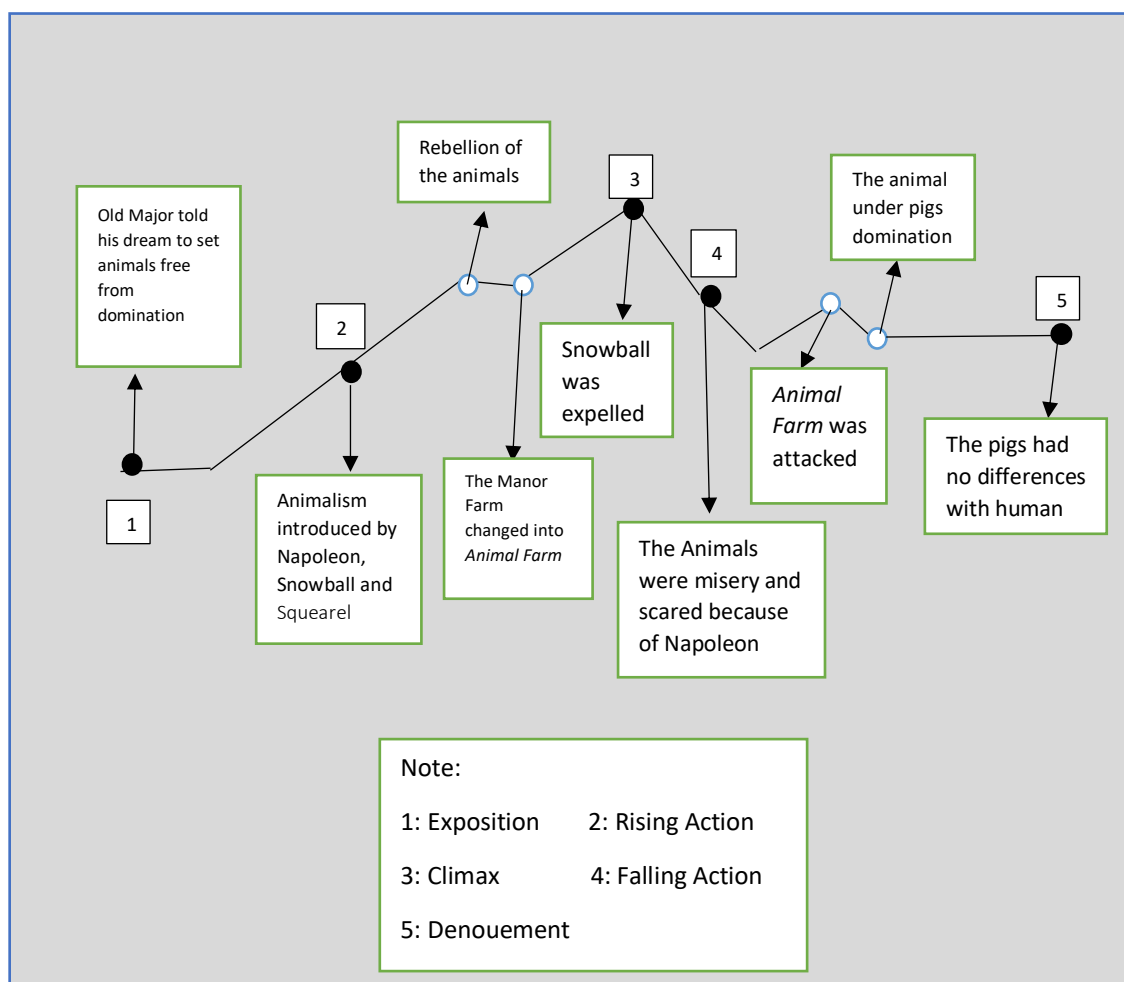 Old Major told
his dream to set
animals free
from
domination
1
2
Animalism
introduced by
Napoleon,
Snowball and
Squearel
Rebellion of
the animals
The Manor
Farm
changed into
Animal Farm
3
Snowball
was
expelled
4
The Animals
were misery and
scared because
of Napoleon
Animal
Farm was
attacked
The animal
under pigs
domination
5
The pigs had
no differences
with human
Note:
1: Exposition 2: Rising Action
3: Climax 4: Falling Action
5: Denouement